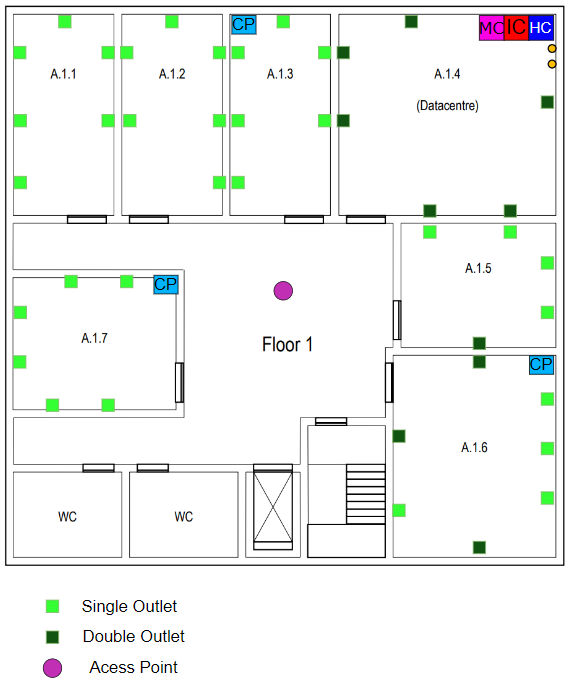 CP
MC IC HC
A.1.1
A.1.2
A.1.3
A.1.4
(Datacentre)
A.1.5
CP
A.1.7
Floor 1
CP
A.1.6
WC
WC
Single Outlet
Double Outlet
Acess Point